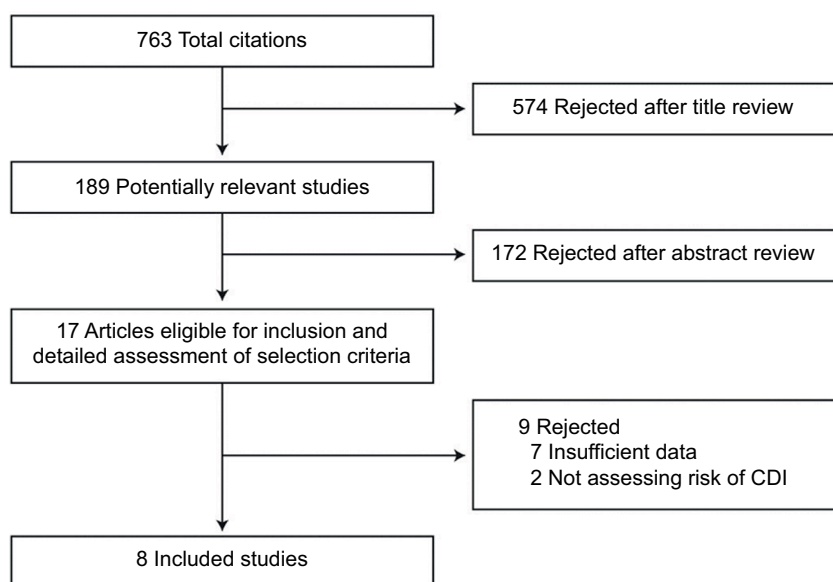 763 Total citations
574 Rejected after title review
189 Potentially relevant studies
172 Rejected after abstract review
17 Articles eligible for inclusion and
detailed assessment of selection criteria
9 Rejected
7 Insufficient data
2 Not assessing risk of CDI
8 Included studies